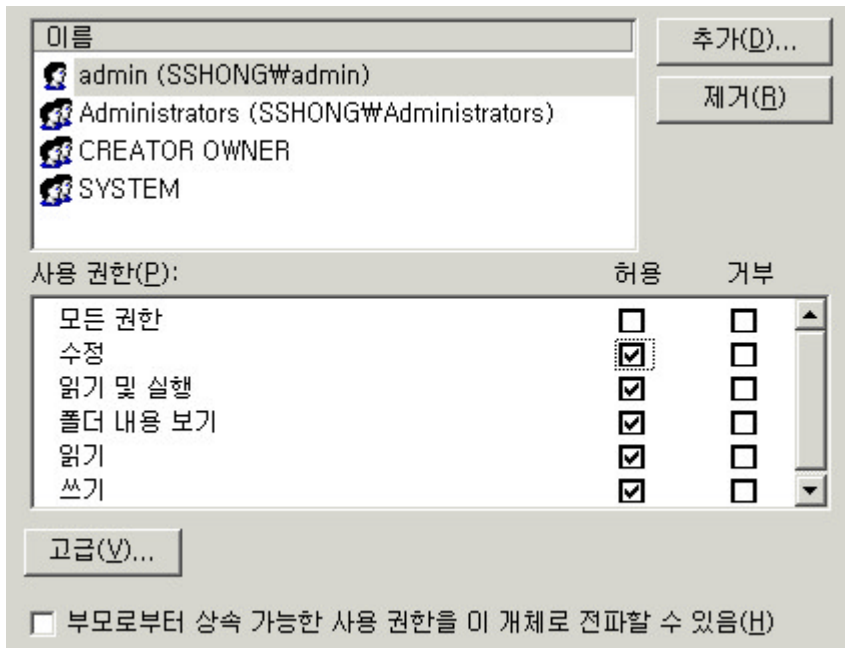 이름
추가(D)...
admin (SSHONG₩admin)
제거(R)
Administrators (SSHONG₩Administrators)
CREATOR OWNER
SYSTEM
사용 권한(P): 허용 거부
모든 권한
수정
읽기 및 실행
폴더 내용 보기
읽기
쓰기
고급(V)...
부모로부터 상속 가능한 사용 권한을 이 개체로 전파할 수 있음(H)